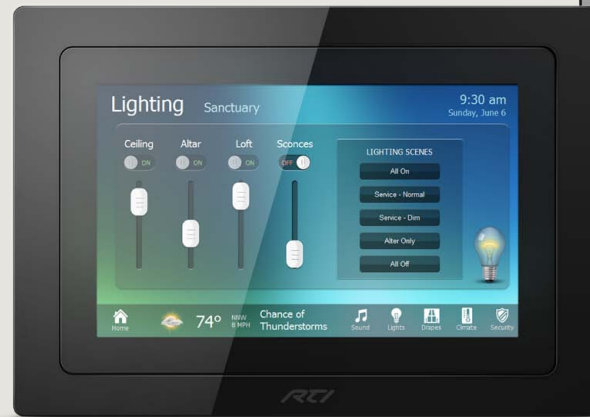 Lighting Sanctuary
9:30 am
Sunday, June 6
Ceiling Altar Loft Sconces
ON ON ON OFF
LIGHTING SCENES
All On
Service - Normal
Service - Dim
Alter Only
All Off
Home
74° NNW
8 MPH
Chance of
Thunderstorms
Sound Lights Drapes Climate Security
RTI